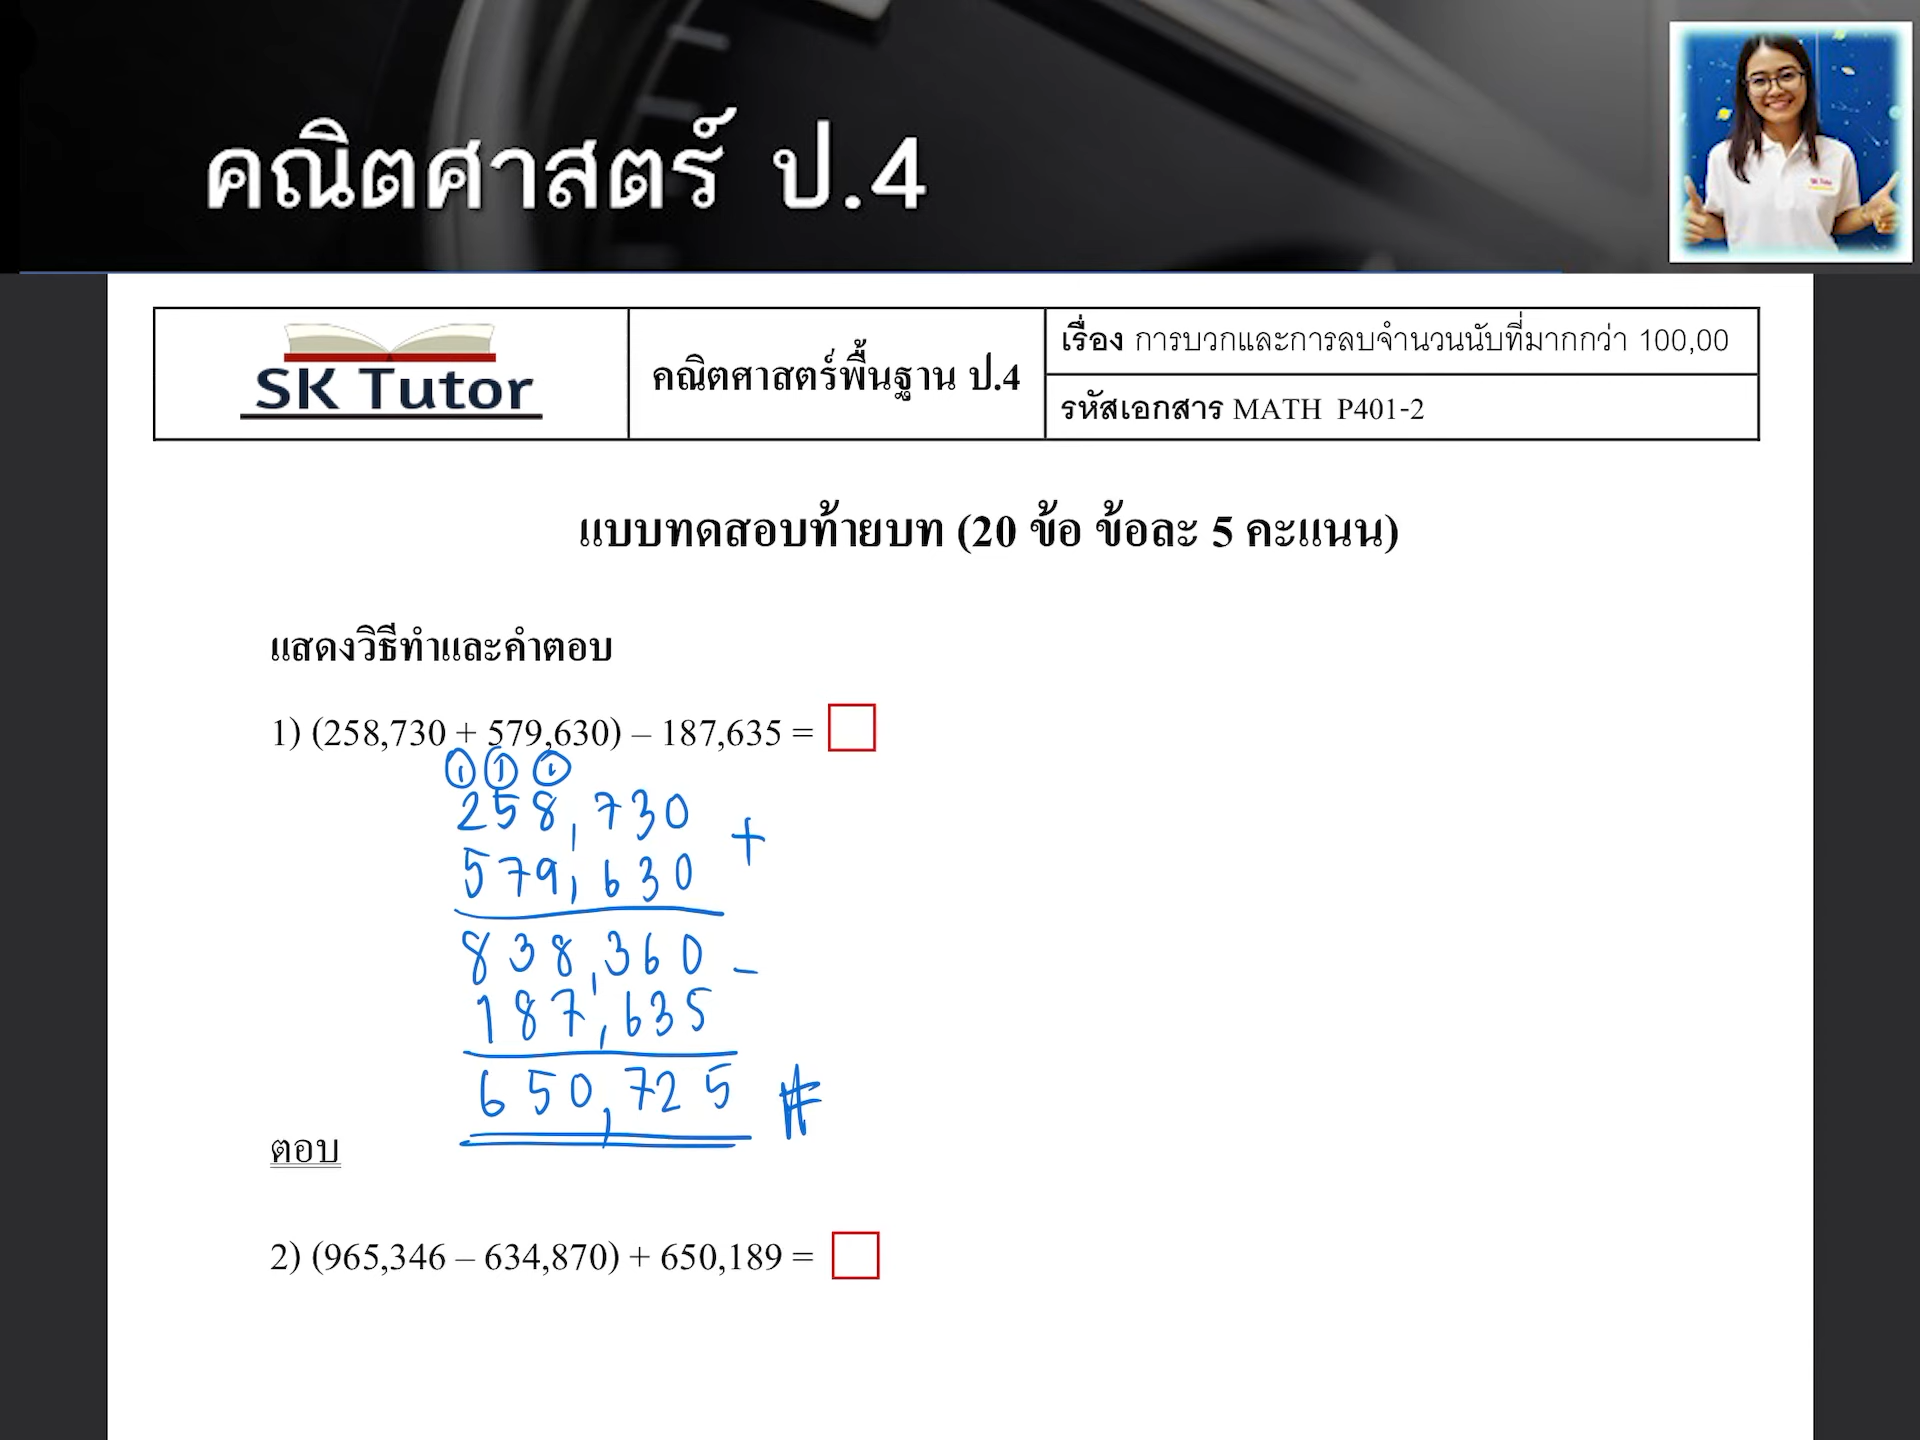 คณิตศาสตร์ ป.4
SK Tutor
คณิตศาสตร์พื้นฐาน ป.4
เรื่อง การบวกและการลบจำนวนนับที่มากกว่า 100,00
รหัสเอกสาร MATH P401-2
แบบทดสอบท้ายบท (20 ข้อ ข้อละ 5 คะแนน)
แสดงวิธีทำและคำตอบ
1) (258,730 + 579,630) – 187,635 =
1 1 1
258,730
+
579,630
838,360
-
187,635
650,725 #
ตอบ
2) (965,346 – 634,870) + 650,189 =